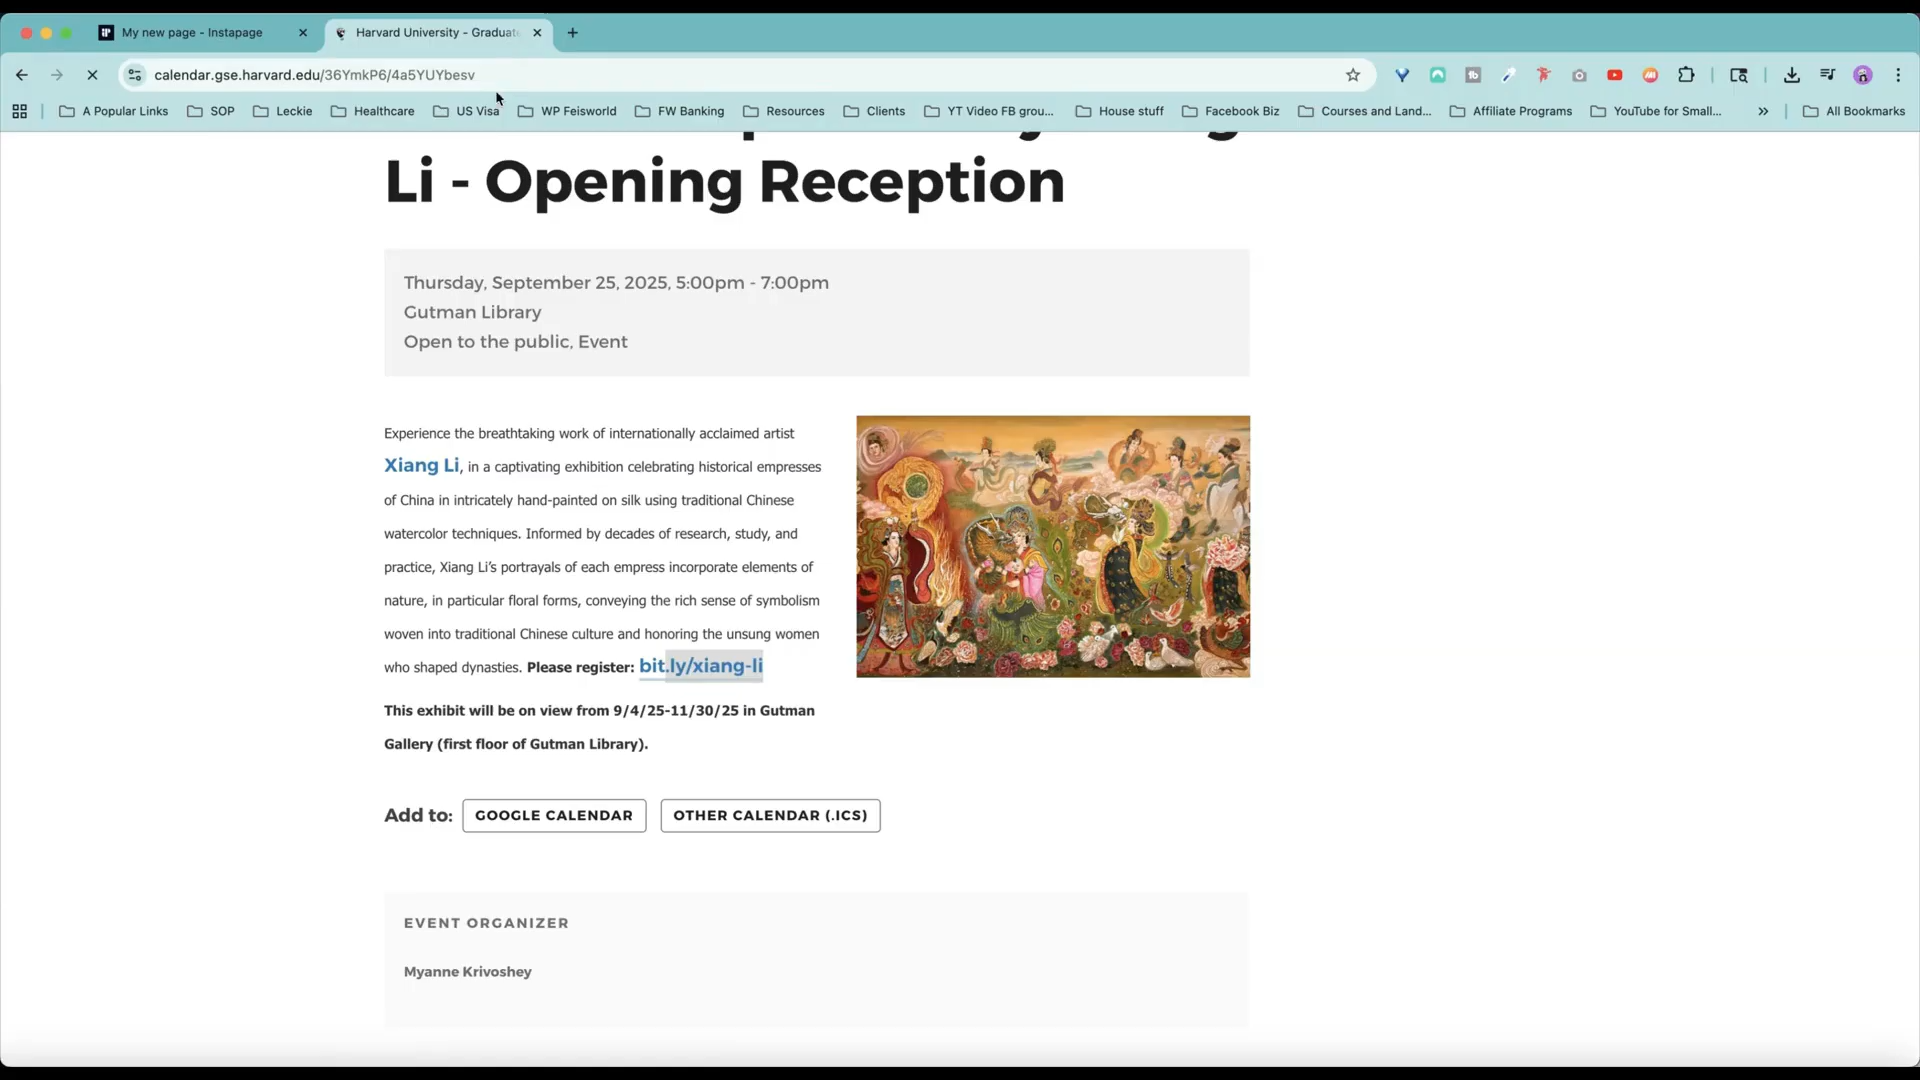 My new page - Instapage
Harvard University - Graduat
calendar.gse.harvard.edu/36YmkP6/4a5YUYbesv
A Popular Links
SOP
Leckie
Healthcare
US Visa
WP Feisworld
FW Banking
Resources
Clients
YT Video FB grou...
House stuff
Facebook Biz
Courses and Land...
Affiliate Programs
YouTube for Small...
All Bookmarks
Li - Opening Reception
Thursday, September 25, 2025, 5:00pm - 7:00pm
Gutman Library
Open to the public, Event
Experience the breathtaking work of internationally acclaimed artist
Xiang Li, in a captivating exhibition celebrating historical empresses
of China in intricately hand-painted on silk using traditional Chinese
watercolor techniques. Informed by decades of research, study, and
practice, Xiang Li's portrayals of each empress incorporate elements of
nature, in particular floral forms, conveying the rich sense of symbolism
woven into traditional Chinese culture and honoring the unsung women
who shaped dynasties. Please register: bit.ly/xiang-li
This exhibit will be on view from 9/4/25-11/30/25 in Gutman
Gallery (first floor of Gutman Library).
Add to:
GOOGLE CALENDAR
OTHER CALENDAR (.ICS)
EVENT ORGANIZER
Myanne Krivoshey